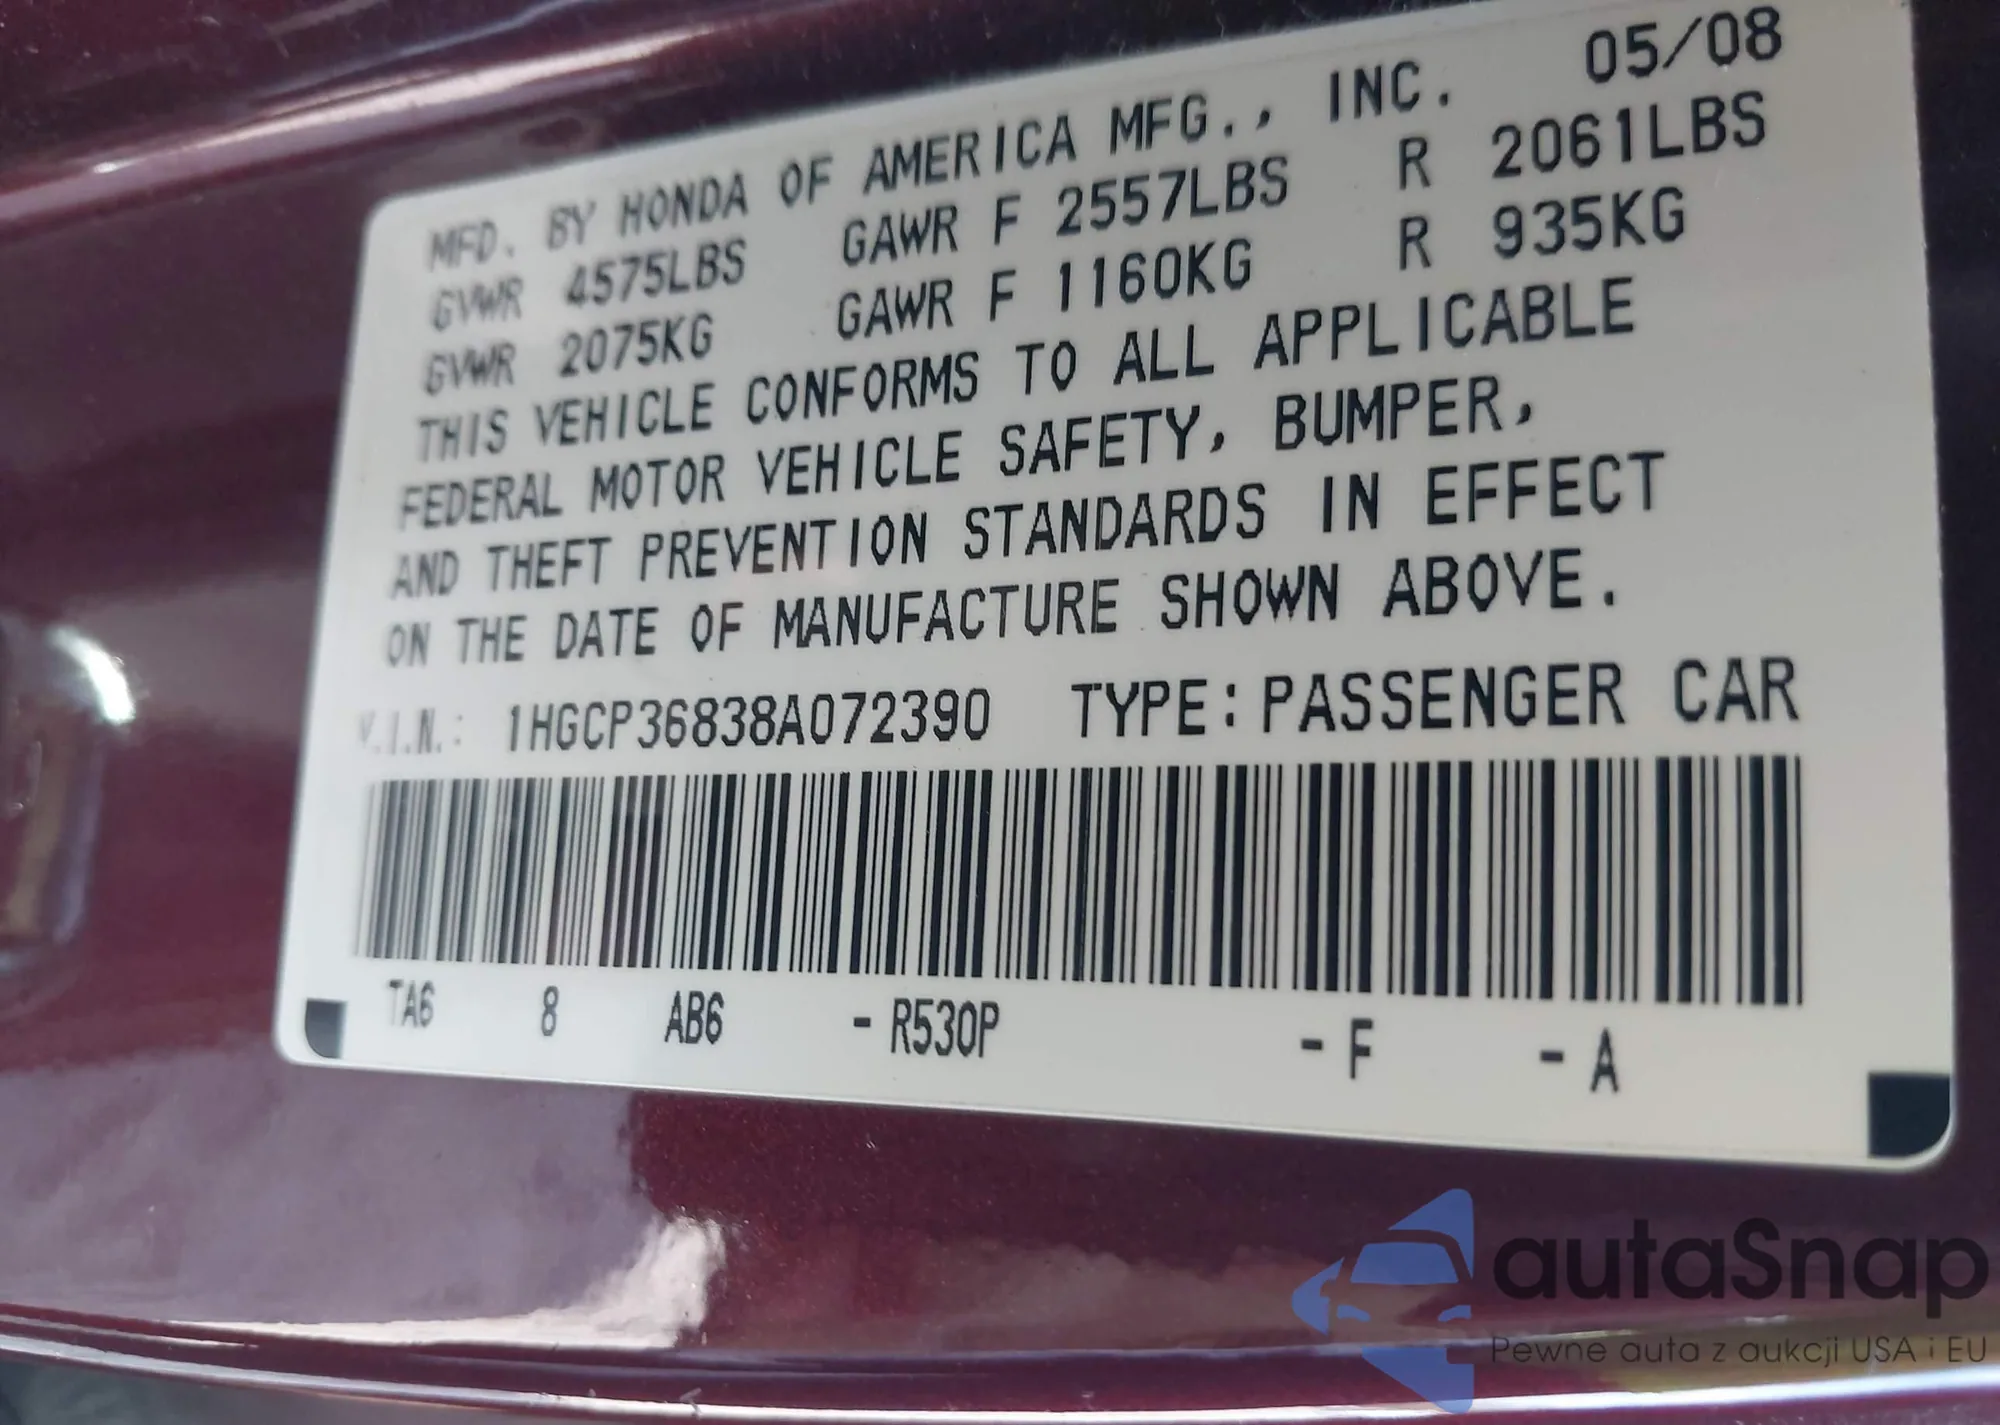 MFD. BY HONDA OF AMERICA MFG., INC. 05/08
GVWR 4575LBS GAWR F 2557LBS R 2061LBS
GVWR 2075KG GAWR F 1160KG R 935KG
THIS VEHICLE CONFORMS TO ALL APPLICABLE
FEDERAL MOTOR VEHICLE SAFETY, BUMPER,
AND THEFT PREVENTION STANDARDS IN EFFECT
ON THE DATE OF MANUFACTURE SHOWN ABOVE.
V.I.N.: 1HGCP36838A072390 TYPE: PASSENGER CAR
TA6 8 AB6 - R530P - F - A
autaSnap
Pewne auta z aukcji USA i EU